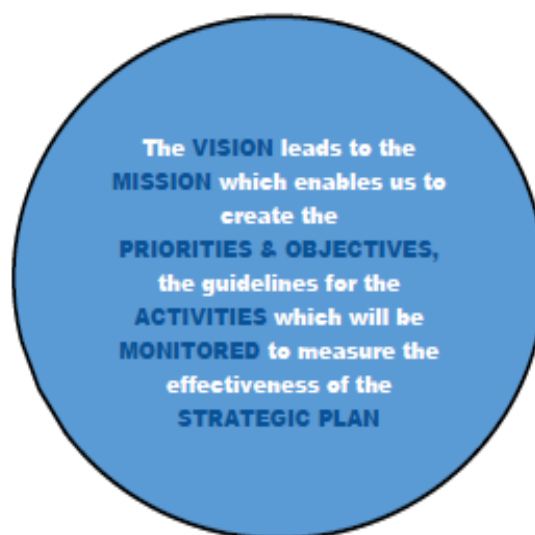 The VISION leads to the
MISSION which enables us to
create the
PRIORITIES & OBJECTIVES,
the guidelines for the
ACTIVITIES which will be
MONITORED to measure the
effectiveness of the
STRATEGIC PLAN